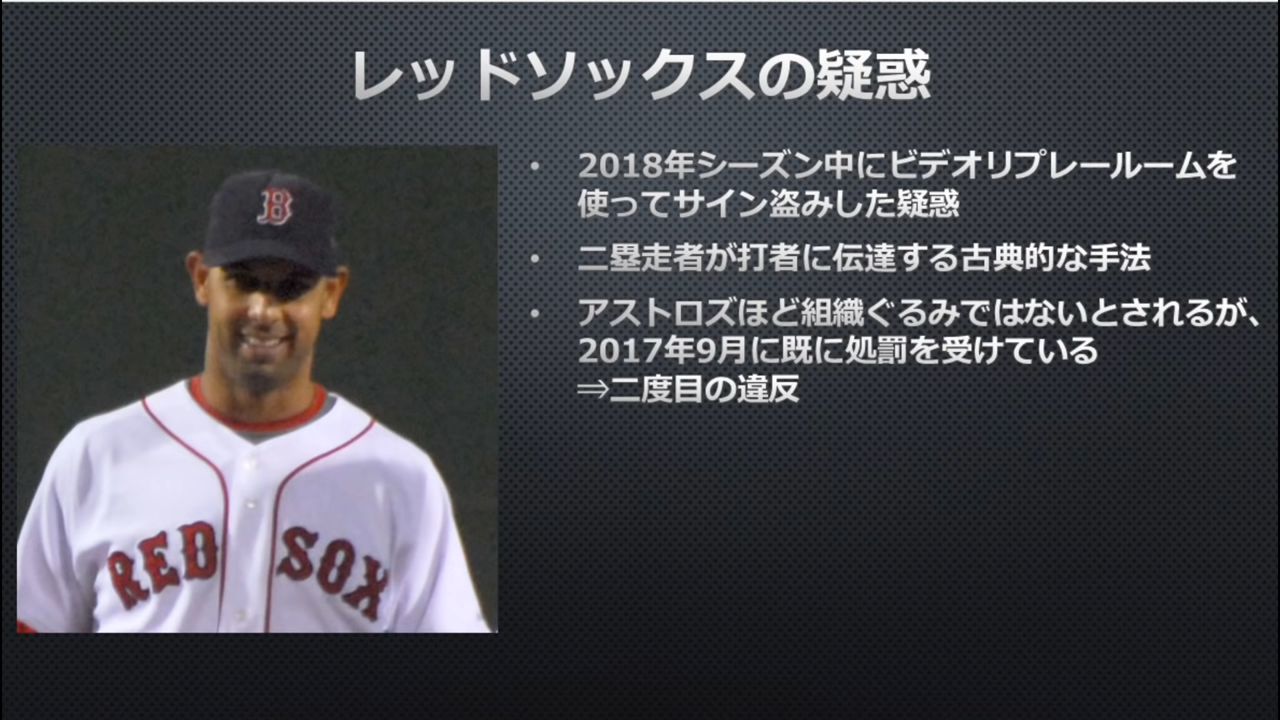 レッドソックスの疑惑
• 2018年シーズン中にビデオリプレールームを
使ってサイン盗みした疑惑
• 二塁走者が打者に伝達する古典的な手法
• アストロズほど組織ぐるみではないとされるが、
2017年9月に既に処罰を受けている
⇒二度目の違反
B
RED SOX